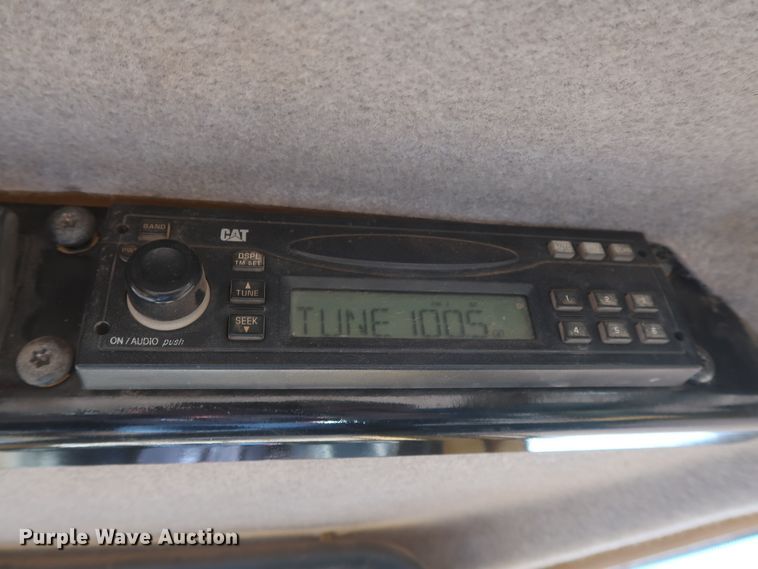 BAND
CAT
DSPL
TM SET
TUNE
SEEK
TUNE 1005
1 2 3
4 5 6
ON / AUDIO push
Purple Wave Auction